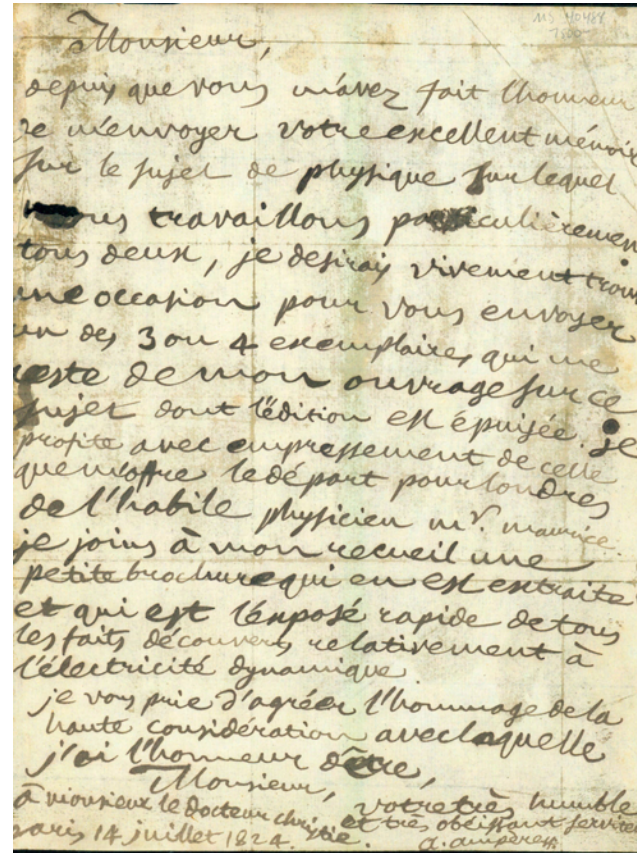 MS 40488
Monsieur,
depuis que vous m'avez fait l'honneur
de m'envoyer votre excellent mémoire
sur le sujet de physique sur lequel
nous travaillons particulièrement
tous deux, je desirais vivement trouv
une occasion pour vous envoyer
un des 3 ou 4 exemplaires qui me
reste de mon ouvrage sur ce
sujet dont l'édition est épuisée. je
profite avec empressement de celle
que m'offre le départ pour londres
de l'habile physicien mr. maurice.
je joins à mon recueil une
petite brochure qui en est extraite
et qui est l'exposé rapide de tous
les faits découverts relativement à
l'électricité dynamique.
je vous prie d'agréer l'hommage de la
haute considération avec laquelle
j'ai l'honneur d'être,
Monsieur, votre très humble
à monsieur le docteur christie. et très obéissant serviteur
paris 14 juillet 1824. a. ampère